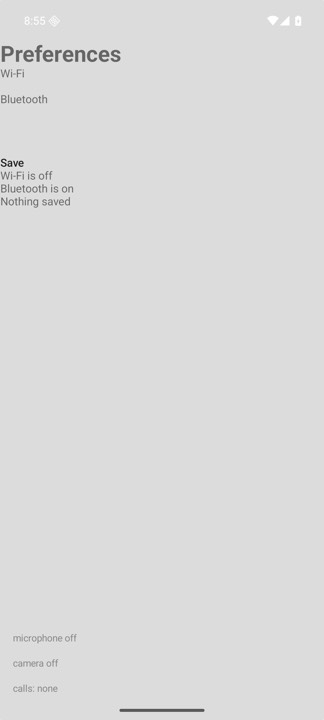 8:55
Preferences
Wi-Fi
Bluetooth
Save
Wi-Fi is off
Bluetooth is on
Nothing saved
microphone off
camera off
calls: none